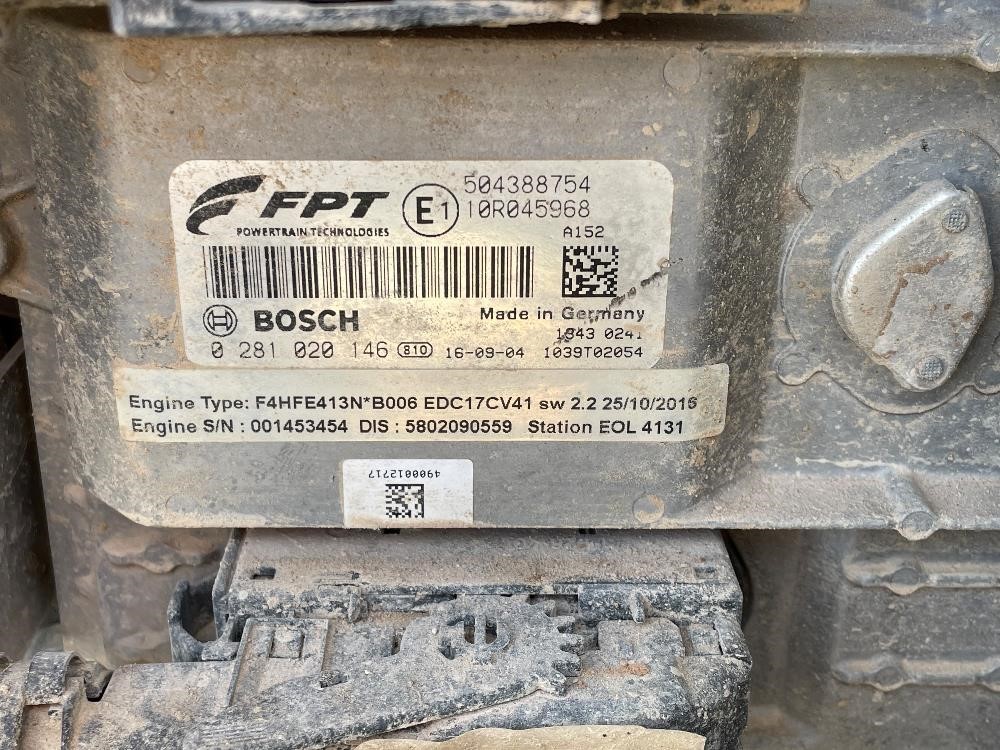 FPT
POWERTRAIN TECHNOLOGIES
E1
504388754
10R045968
A152
BOSCH
Made in Germany
1343 0241
0 281 020 146 810 16-09-04 1039T02054
Engine Type: F4HFE413N*B006 EDC17CV41 sw 2.2 25/10/2016
Engine S/N : 001453454 DIS : 5802090559 Station EOL 4131
4900012717